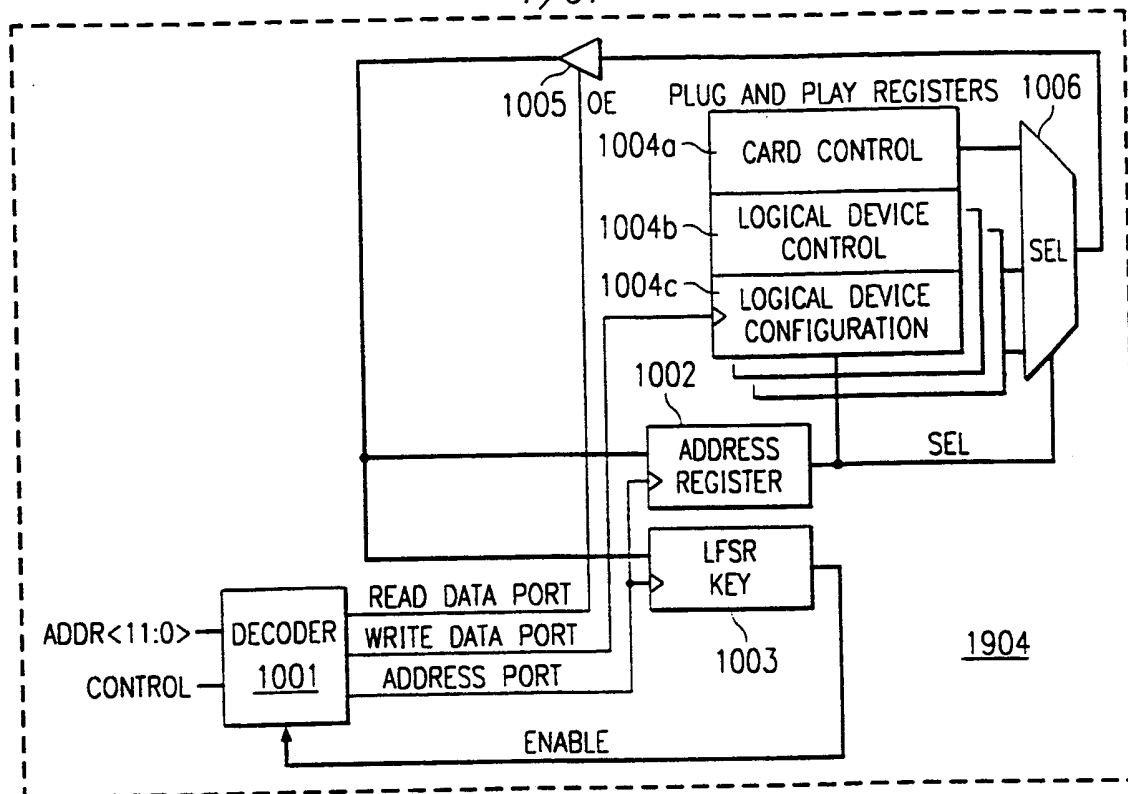 1005
OE
PLUG AND PLAY REGISTERS
1006
1004a
CARD CONTROL
1004b
LOGICAL DEVICE
CONTROL
SEL
1004c
LOGICAL DEVICE
CONFIGURATION
1002
ADDRESS
REGISTER
SEL
LFSR
KEY
READ DATA PORT
ADDR<11:0>
DECODER
WRITE DATA PORT
1003
1904
CONTROL
1001
ADDRESS PORT
ENABLE